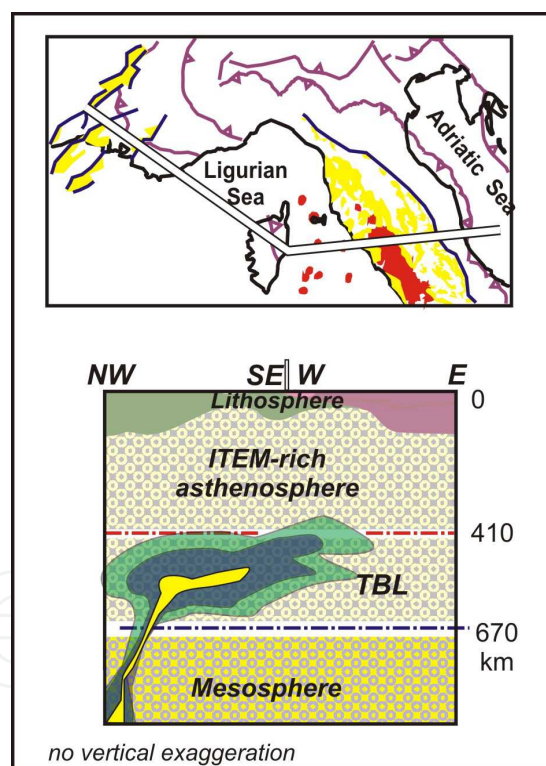 Ligurian
Sea
Adriatic Sea
NW SE W E
Lithosphere
0
ITEM-rich
asthenosphere
410
TBL
670
km
Mesosphere
no vertical exaggeration